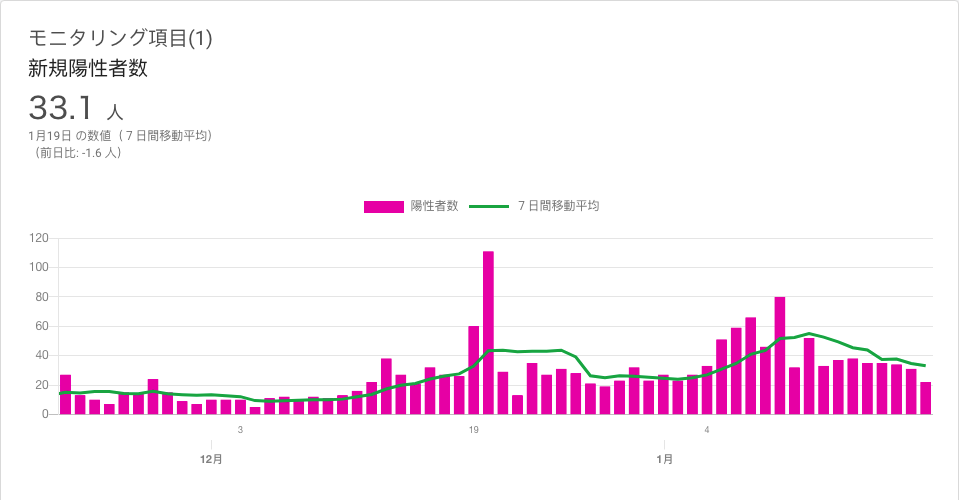 モニタリング項目(1)
新規陽性者数
33.1 人
1月19日 の数値（７日間移動平均）
（前日比: -1.6 人）
陽性者数 ７日間移動平均
120
100
80
60
40
20
0
3 19 4
12月 1月